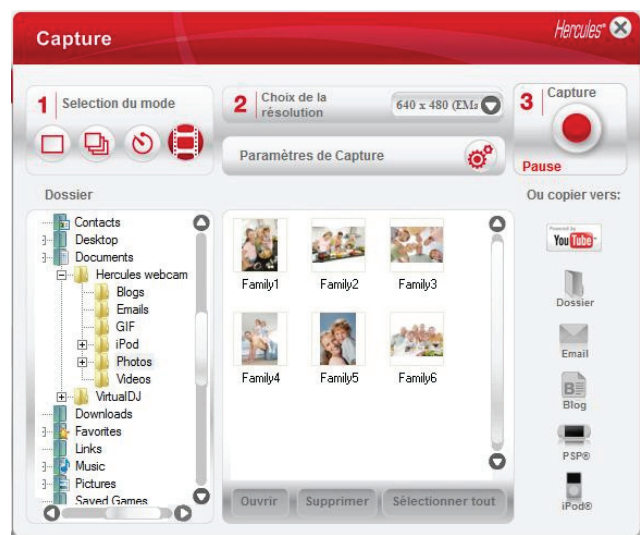 Capture
Hercules®
1 Selection du mode
2 Choix de la
résolution
640 x 480 (EMa
3 Capture
Pause
Paramètres de Capture
Dossier
Ou copier vers:
Contacts
Desktop
Documents
Hercules webcam
Blogs
Emails
GIF
iPod
Photos
Videos
VirtualDJ
Downloads
Favorites
Links
Music
Pictures
Saved Games
Family1
Family2
Family3
Family4
Family5
Family6
Ouvrir
Supprimer
Sélectionner tout
Powered by
YouTube
Dossier
Email
B
Blog
PSP®
iPod®